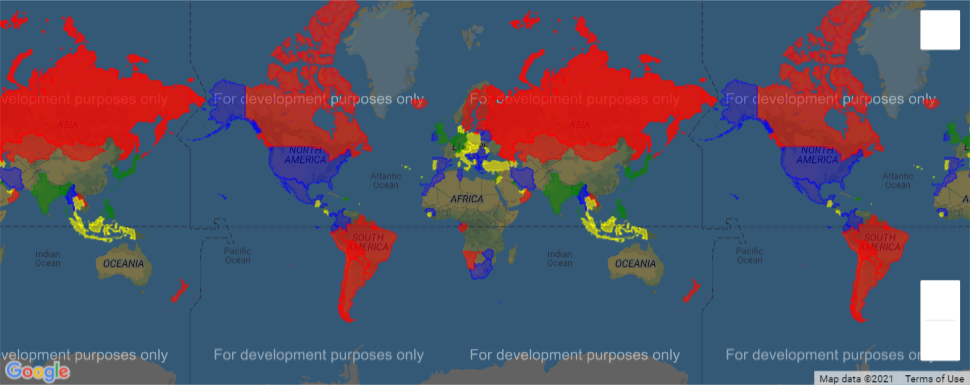 velopment purposes only
For development purposes only
For development purposes only
For development purposes only
ASIA
NORTH
AMERICA
Atlantic
Ocean
AFRICA
ASIA
NORTH
AMERICA
Atlantic
Ocean
AFRICA
Indian
Ocean
OCEANIA
Pacific
Ocean
SOUTH
AMERICA
Indian
Ocean
OCEANIA
Pacific
Ocean
SOUTH
AMERICA
velopment purposes only
For development purposes only
For development purposes only
For development purposes only
Google
Map data ©2021
Terms of Use